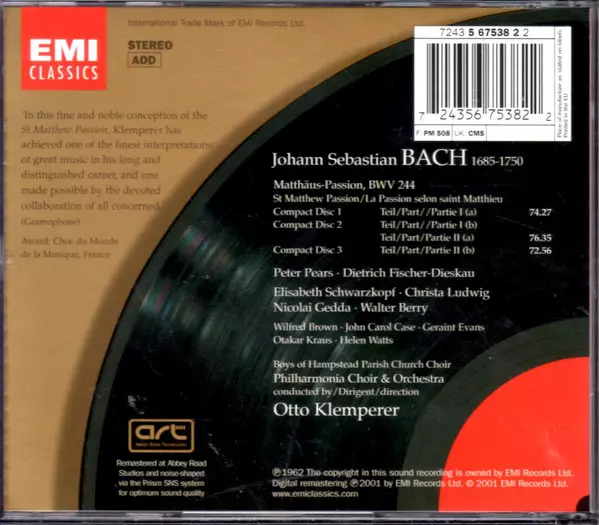 International Trade Mark of EMI Records Ltd.
EMI
CLASSICS
STEREO
ADD
7243 5 67538 2 2
7 24356 75382 2
F: PM 508 UK: CMS
Place of manufacture as stated on labels
Printed in the EU
'In this fine and noble conception of the
St Matthew Passion, Klemperer has
achieved one of the finest interpretations
of great music in his long and
distinguished career, and one
made possible by the devoted
collaboration of all concerned.'
(Gramophone)
Award: Choc du Monde
de la Musique, France
Johann Sebastian BACH 1685-1750
Matthäus-Passion, BWV 244
St Matthew Passion/La Passion selon saint Matthieu
Compact Disc 1 Teil/Part//Partie I (a) 74.27
Compact Disc 2 Teil/Part//Partie I (b)
Teil/Part/Partie II (a) 76.35
Compact Disc 3 Teil/Part/Partie II (b) 72.56
Peter Pears · Dietrich Fischer-Dieskau
Elisabeth Schwarzkopf · Christa Ludwig
Nicolai Gedda · Walter Berry
Wilfred Brown · John Carol Case · Geraint Evans
Otakar Kraus · Helen Watts
Boys of Hampstead Parish Church Choir
Philharmonia Choir & Orchestra
conducted by/Dirigent/direction
Otto Klemperer
art
ABBEY ROAD TECHNOLOGY
Remastered at Abbey Road
Studios and noise-shaped
via the Prism SNS system
for optimum sound quality
℗1962 The copyright in this sound recording is owned by EMI Records Ltd.
Digital remastering ℗2001 by EMI Records Ltd. © 2001 EMI Records Ltd.
www.emiclassics.com